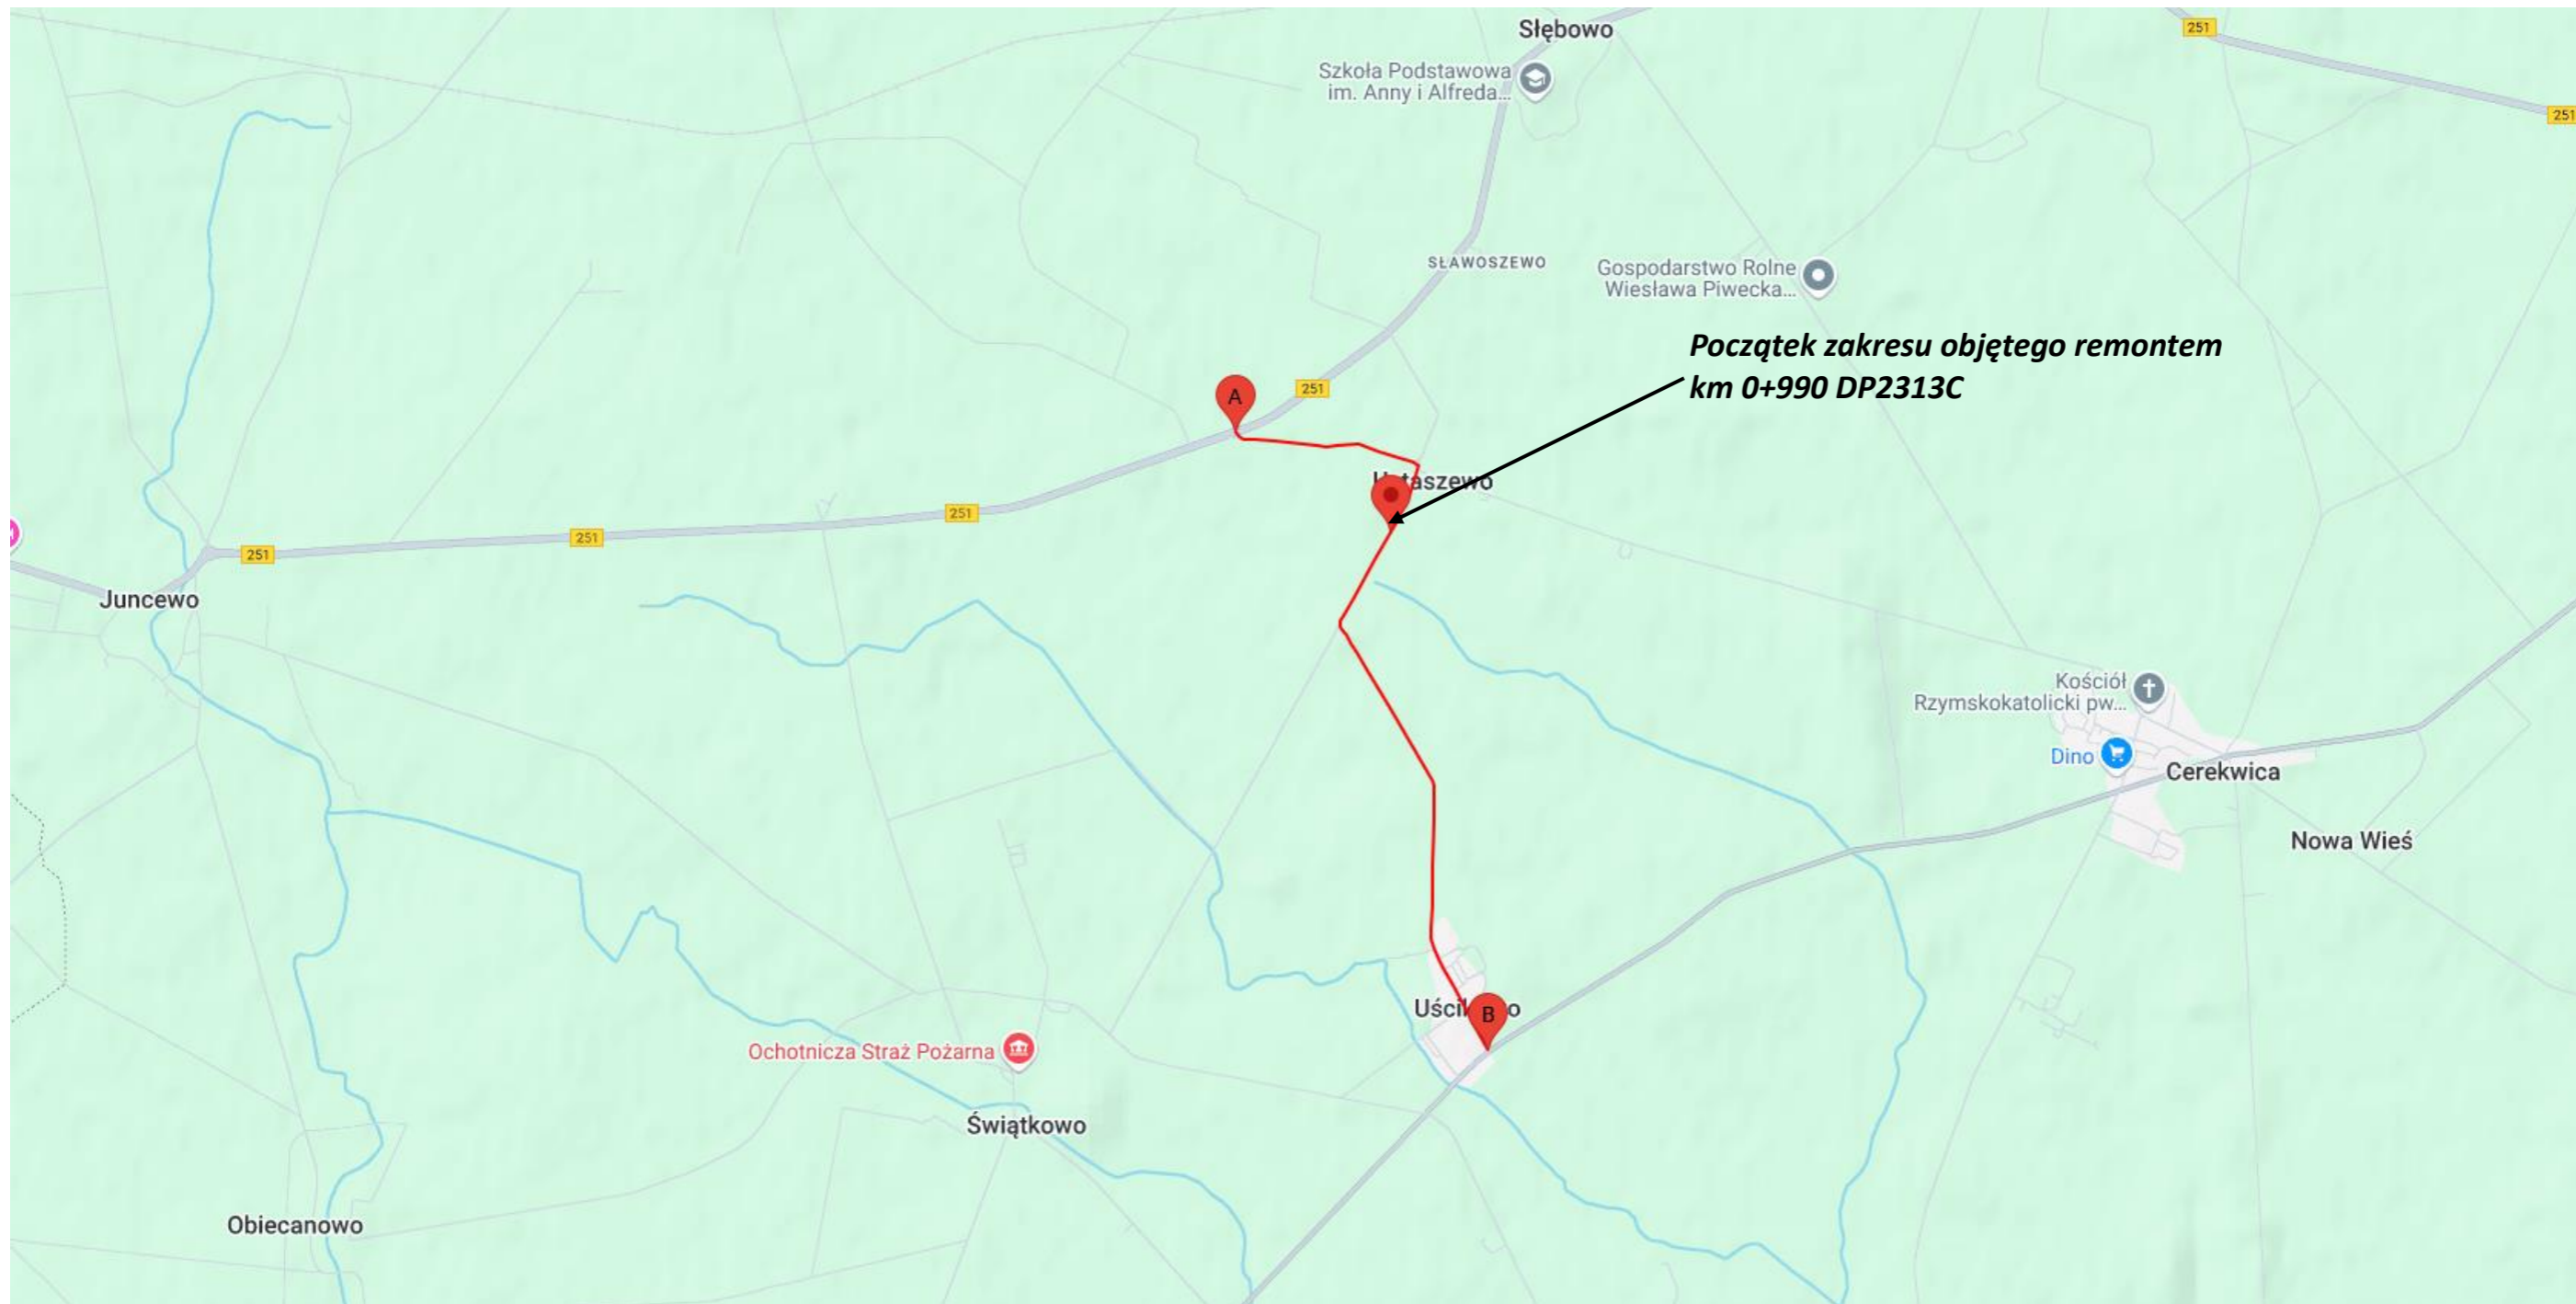 Słębowo
251
Szkoła Podstawowa
im. Anny i Alfreda...
251
SŁAWOSZEWO
Gospodarstwo Rolne
Wiesława Piwecka...
Początek zakresu objętego remontem
km 0+990 DP2313C
A
251
251
251
251
Juncewo
Kościół
Rzymskokatolicki pw...
Dino
Cerekwica
Nowa Wieś
B
Ochotnicza Straż Pożarna
Świątkowo
Obiecanowo